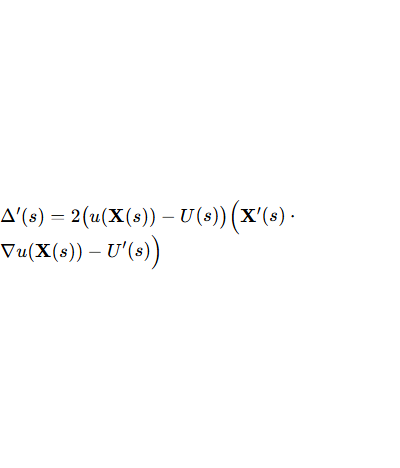 Δ′(s) = 2(u(𝐗(s)) − U(s))(𝐗′(s) ·
∇u(𝐗(s)) − U′(s))